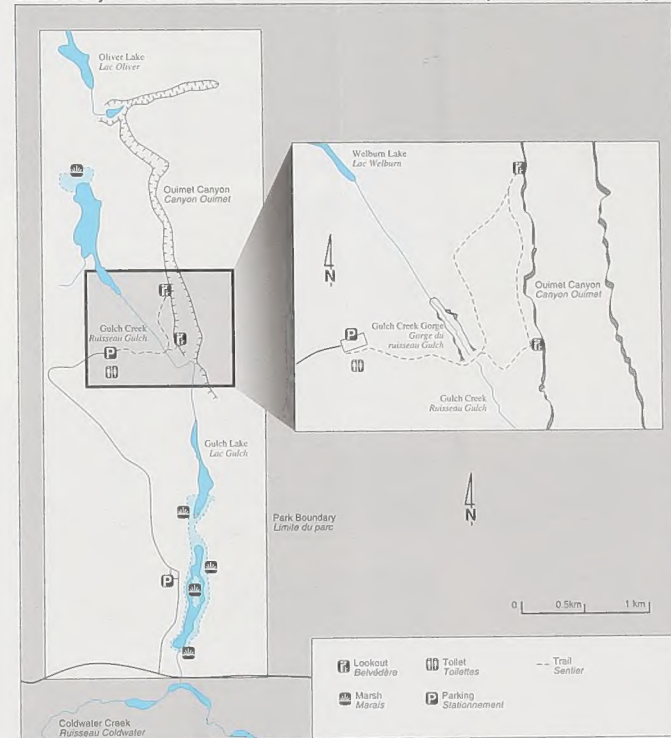 Oliver Lake
Lac Oliver
Ouimet Canyon
Canyon Ouimet
Gulch Creek
Ruisseau Gulch
P
Gulch Lake
Lac Gulch
Park Boundary
Limite du parc
P
Coldwater Creek
Ruisseau Coldwater
Welburn Lake
Lac Welburn
N
Ouimet Canyon
Canyon Ouimet
P
Gulch Creek Gorge
Gorge du
ruisseau Gulch
Gulch Creek
Ruisseau Gulch
N
0 0.5km 1 km
Lookout
Belvédère
Toilet
Toilettes
Trail
Sentier
Marsh
Marais
P
Parking
Stationnement